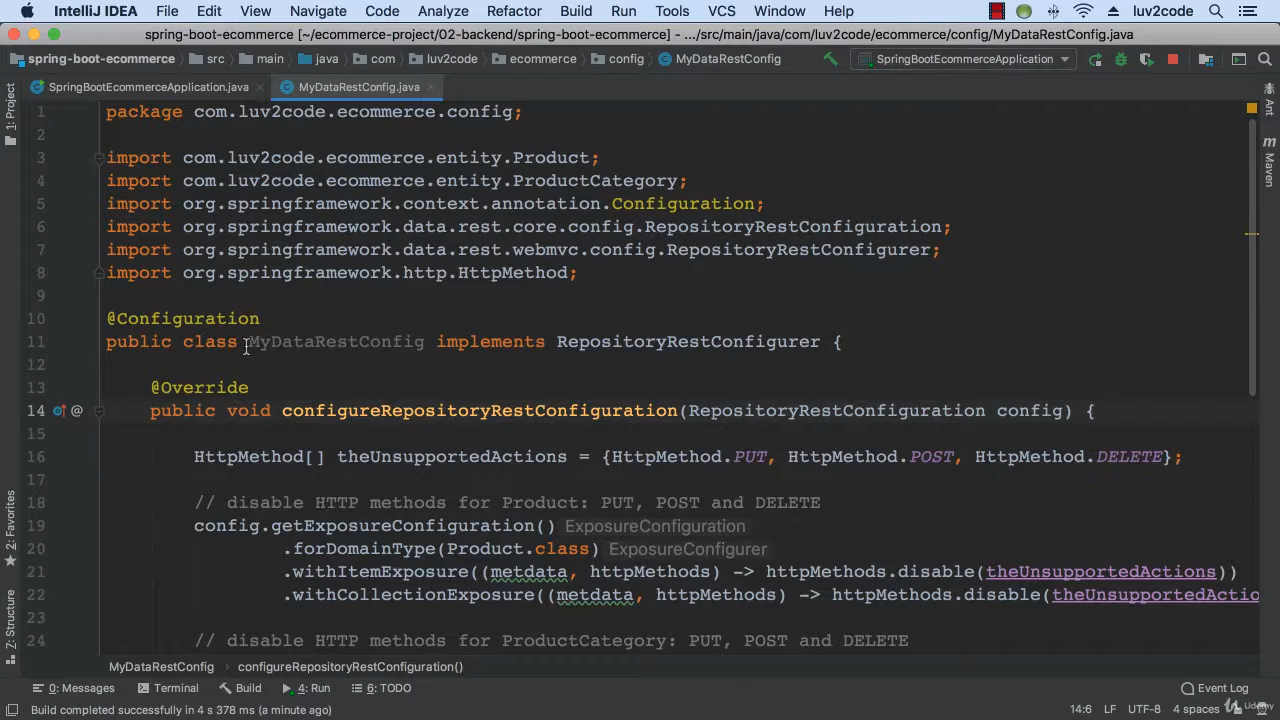 IntelliJ IDEA File Edit View Navigate Code Analyze Refactor Build Run Tools VCS Window Help luv2code
spring-boot-ecommerce [~/ecommerce-project/02-backend/spring-boot-ecommerce] - .../src/main/java/com/luv2code/ecommerce/config/MyDataRestConfig.java
spring-boot-ecommerce src main java com luv2code ecommerce config MyDataRestConfig SpringBootEcommerceApplication
SpringBootEcommerceApplication.java MyDataRestConfig.java
1: Project
Ant
Maven
2: Favorites
7: Structure
1 package com.luv2code.ecommerce.config;
2
3 import com.luv2code.ecommerce.entity.Product;
4 import com.luv2code.ecommerce.entity.ProductCategory;
5 import org.springframework.context.annotation.Configuration;
6 import org.springframework.data.rest.core.config.RepositoryRestConfiguration;
7 import org.springframework.data.rest.webmvc.config.RepositoryRestConfigurer;
8 import org.springframework.http.HttpMethod;
9
10 @Configuration
11 public class MyDataRestConfig implements RepositoryRestConfigurer {
12
13 @Override
14 @ public void configureRepositoryRestConfiguration(RepositoryRestConfiguration config) {
15
16 HttpMethod[] theUnsupportedActions = {HttpMethod.PUT, HttpMethod.POST, HttpMethod.DELETE};
17
18 // disable HTTP methods for Product: PUT, POST and DELETE
19 config.getExposureConfiguration() ExposureConfiguration
20 .forDomainType(Product.class) ExposureConfigurer
21 .withItemExposure((metdata, httpMethods) -> httpMethods.disable(theUnsupportedActions))
22 .withCollectionExposure((metdata, httpMethods) -> httpMethods.disable(theUnsupportedActio
23
24 // disable HTTP methods for ProductCategory: PUT, POST and DELETE
MyDataRestConfig configureRepositoryRestConfiguration()
0: Messages Terminal Build 4: Run 6: TODO Event Log
Build completed successfully in 4 s 378 ms (a minute ago) 14:6 LF UTF-8 4 spaces Udemy